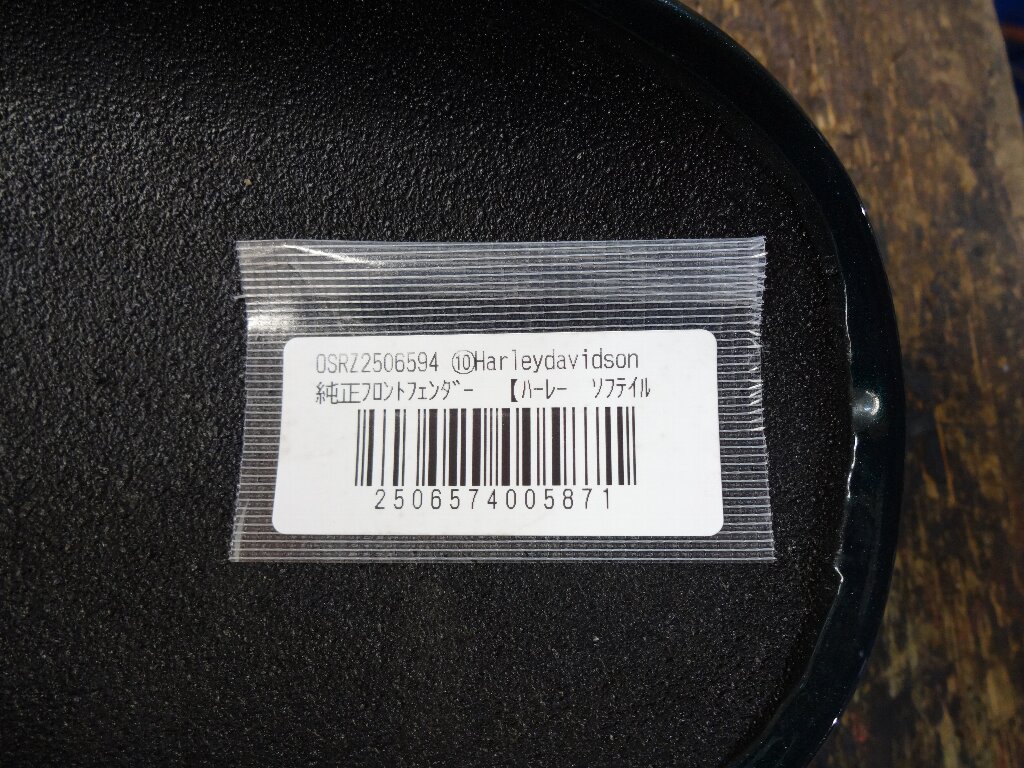 OSRZ2506594 ⑩Harleydavidson
純正ﾌﾛﾝﾄﾌｪﾝﾀﾞｰ　【ﾊｰﾚｰ　ｿﾌﾃｲﾙ
2506574005871